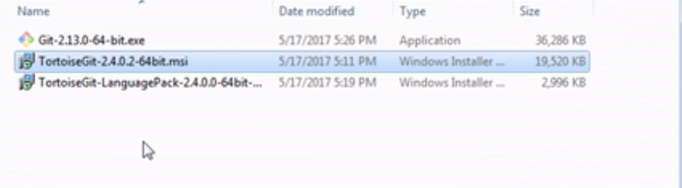 Name Date modified Type Size
Git-2.13.0-64-bit.exe 5/17/2017 5:26 PM Application 36,286 KB
TortoiseGit-2.4.0.2-64bit.msi 5/17/2017 5:11 PM Windows Installer ... 19,520 KB
TortoiseGit-LanguagePack-2.4.0.0-64bit-... 5/17/2017 5:19 PM Windows Installer ... 2,996 KB